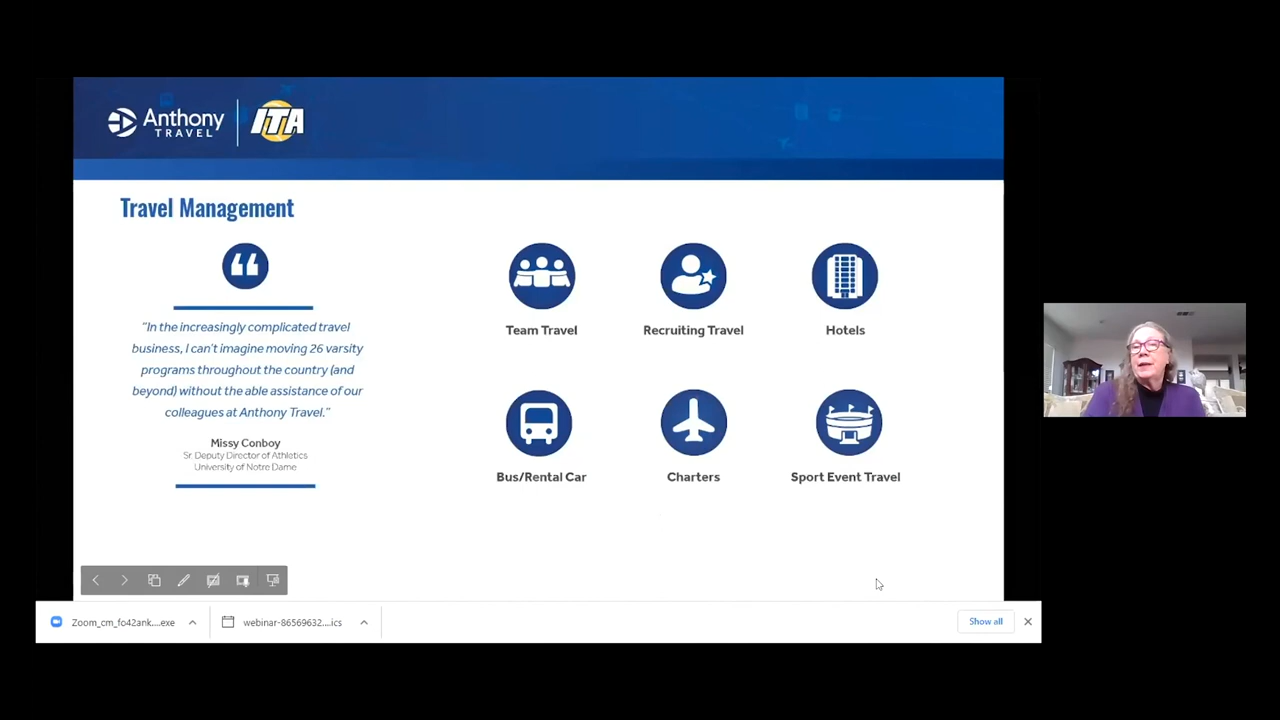 Anthony
TRAVEL
ITA
Travel Management
“In the increasingly complicated travel
business, I can't imagine moving 26 varsity
programs throughout the country (and
beyond) without the able assistance of our
colleagues at Anthony Travel.”
Missy Conboy
Sr. Deputy Director of Athletics
University of Notre Dame
Team Travel
Recruiting Travel
Hotels
Bus/Rental Car
Charters
Sport Event Travel
Zoom_cm_fo42ank....exe
webinar-86569632....ics
Show all